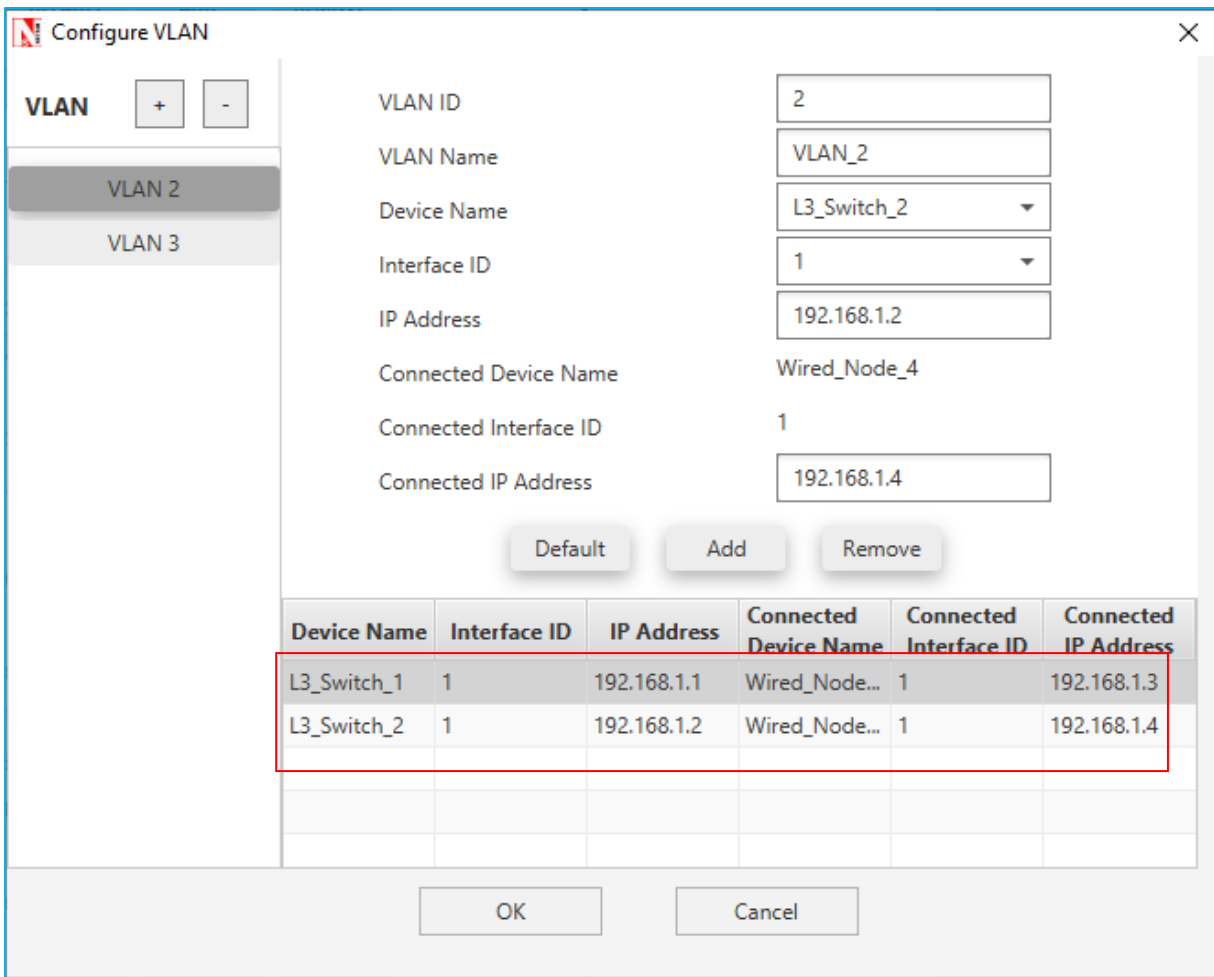 Configure VLAN
VLAN + -
VLAN 2
VLAN 3
VLAN ID 2
VLAN Name VLAN_2
Device Name L3_Switch_2
Interface ID 1
IP Address 192.168.1.2
Connected Device Name Wired_Node_4
Connected Interface ID 1
Connected IP Address 192.168.1.4
Default Add Remove
Device Name Interface ID IP Address Connected Device Name Connected Interface ID Connected IP Address
L3_Switch_1 1 192.168.1.1 Wired_Node... 1 192.168.1.3
L3_Switch_2 1 192.168.1.2 Wired_Node... 1 192.168.1.4
OK Cancel